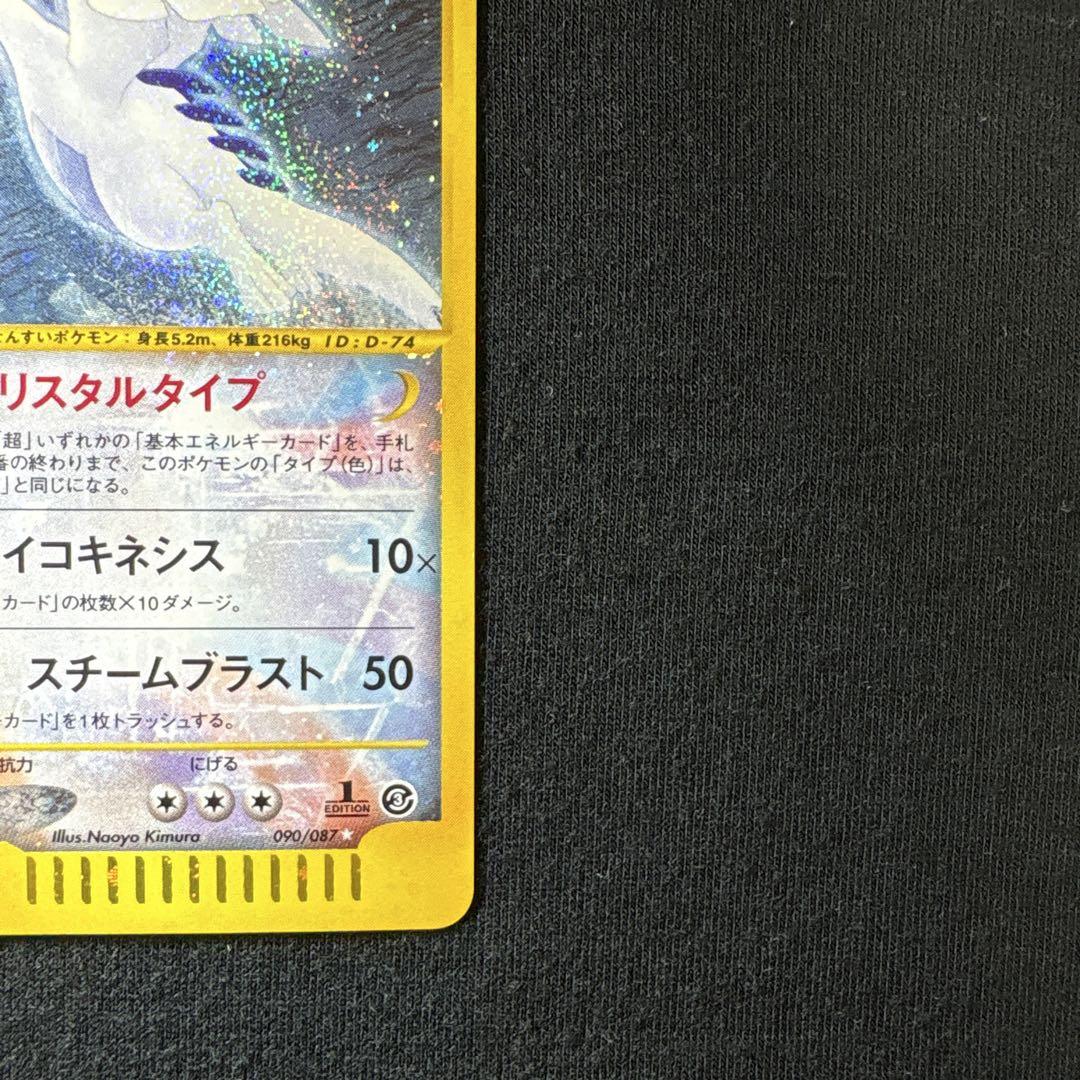 んすいポケモン：身長5.2m、体重216kg ID:D-74
リスタルタイプ
「超」いずれかの「基本エネルギーカード」を、手札
番の終わりまで、このポケモンの「タイプ（色）」は、
」と同じになる。
イコキネシス 10×
カード」の枚数×10ダメージ。
スチームブラスト 50
カード」を1枚トラッシュする。
抗力 にげる
1 EDITION 3
Illus.Naoyo Kimura 090/087★